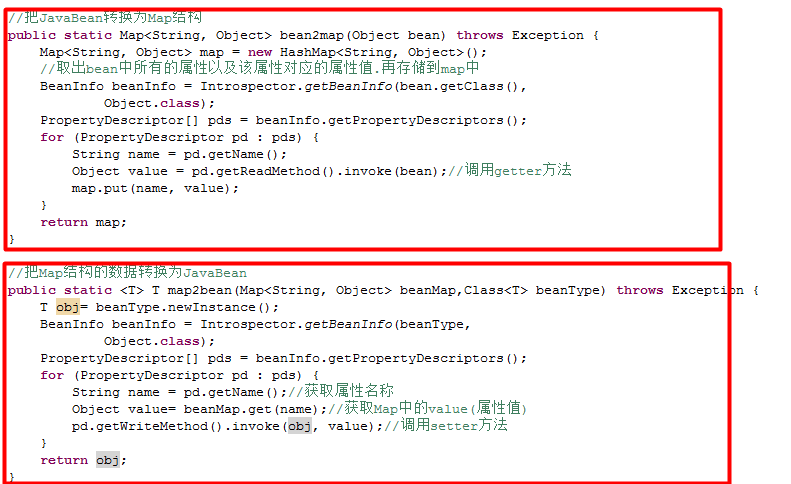 //把JavaBean转换为Map结构
public static Map<String, Object> bean2map(Object bean) throws Exception {
    Map<String, Object> map = new HashMap<String, Object>();
    //取出bean中所有的属性以及该属性对应的属性值.再存储到map中
    BeanInfo beanInfo = Introspector.getBeanInfo(bean.getClass(),
            Object.class);
    PropertyDescriptor[] pds = beanInfo.getPropertyDescriptors();
    for (PropertyDescriptor pd : pds) {
        String name = pd.getName();
        Object value = pd.getReadMethod().invoke(bean);//调用getter方法
        map.put(name, value);
    }
    return map;
}
//把Map结构的数据转换为JavaBean
public static <T> T map2bean(Map<String, Object> beanMap,Class<T> beanType) throws Exception {
    T obj= beanType.newInstance();
    BeanInfo beanInfo = Introspector.getBeanInfo(beanType,
            Object.class);
    PropertyDescriptor[] pds = beanInfo.getPropertyDescriptors();
    for (PropertyDescriptor pd : pds) {
        String name = pd.getName();//获取属性名称
        Object value= beanMap.get(name);//获取Map中的value(属性值)
        pd.getWriteMethod().invoke(obj, value);//调用setter方法
    }
    return obj;
}